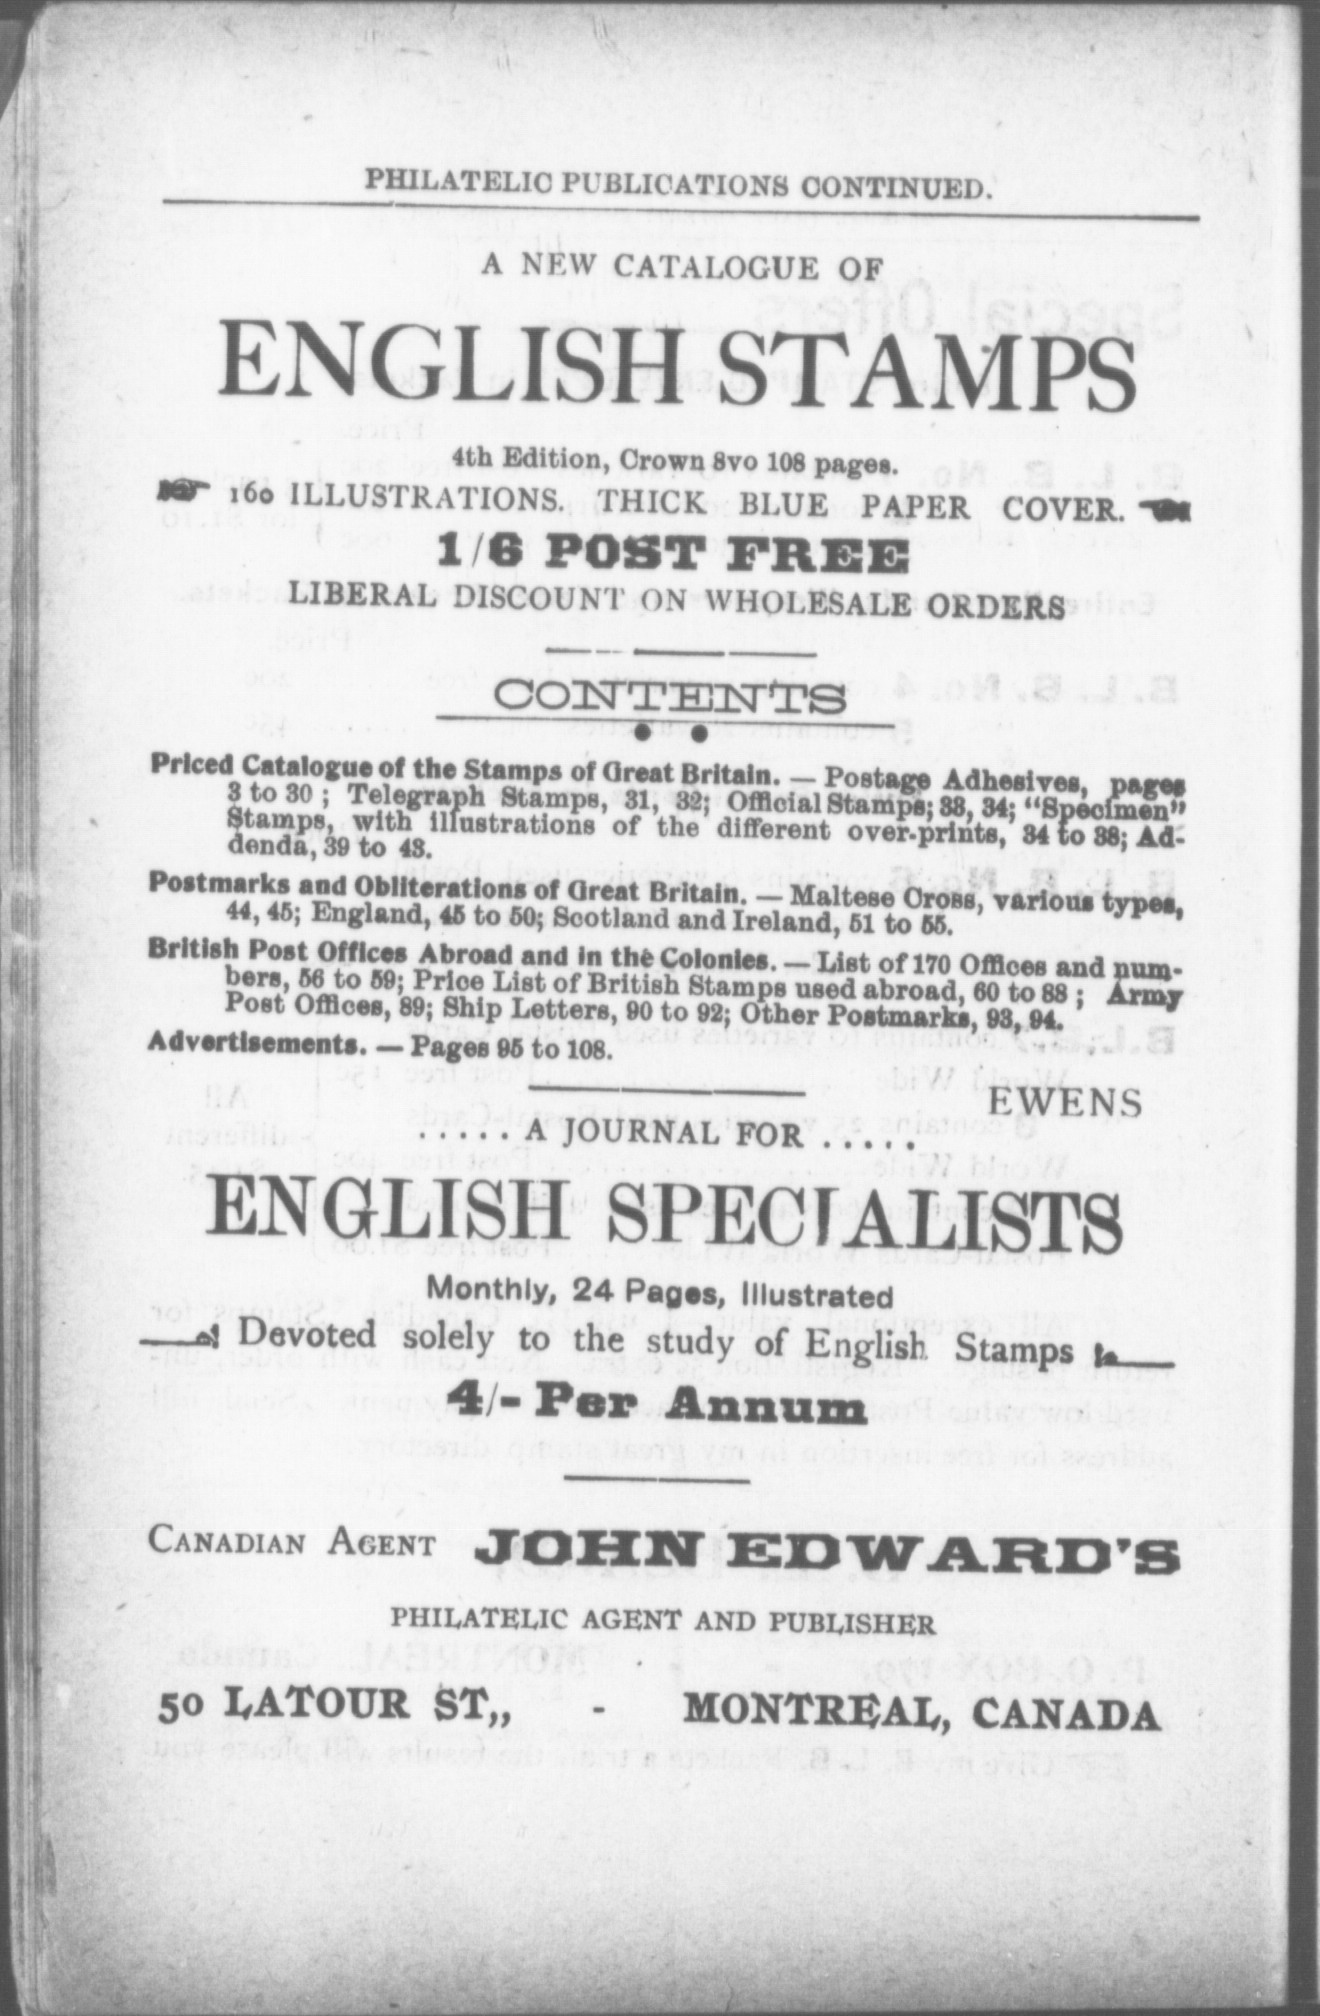 PHILATELIC PUBLICATIONS CONTINUED.
A NEW CATALOGUE OF
ENGLISH STAMPS
4th Edition, Crown 8vo 108 pages.
160 ILLUSTRATIONS. THICK BLUE PAPER COVER.
1/6 POST FREE
LIBERAL DISCOUNT ON WHOLESALE ORDERS
CONTENTS
Priced Catalogue of the Stamps of Great Britain. — Postage Adhesives, pages
3 to 30 ; Telegraph Stamps, 31, 32; Official Stamps; 33, 34; "Specimen"
Stamps, with illustrations of the different over-prints, 34 to 38; Ad-
denda, 39 to 43.
Postmarks and Obliterations of Great Britain. — Maltese Cross, various types,
44, 45; England, 45 to 50; Scotland and Ireland, 51 to 55.
British Post Offices Abroad and in the Colonies. — List of 170 Offices and num-
bers, 56 to 59; Price List of British Stamps used abroad, 60 to 88 ; Army
Post Offices, 89; Ship Letters, 90 to 92; Other Postmarks, 93, 94.
Advertisements. — Pages 95 to 108.
EWENS
. . . . . A JOURNAL FOR . . . . .
ENGLISH SPECIALISTS
Monthly, 24 Pages, Illustrated
Devoted solely to the study of English Stamps
4/- Per Annum
CANADIAN AGENT JOHN EDWARD'S
PHILATELIC AGENT AND PUBLISHER
50 LATOUR ST,, - MONTREAL, CANADA